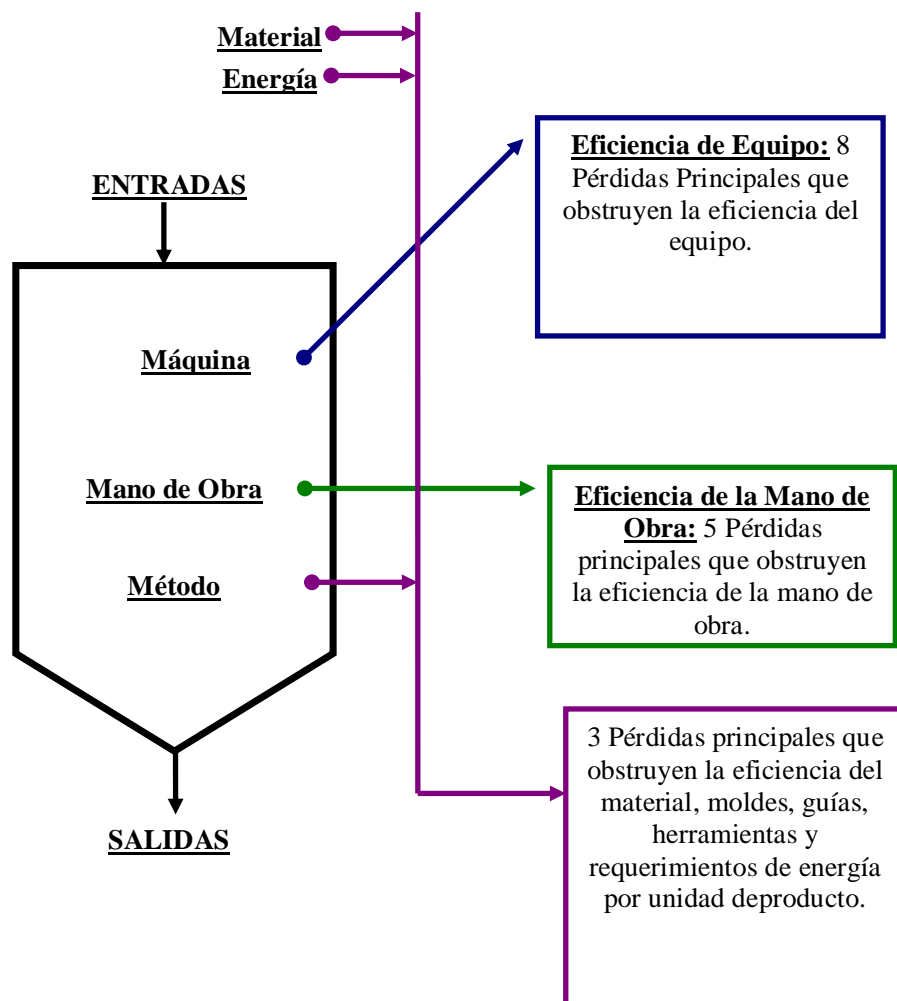 Material
Energía
ENTRADAS
Máquina
Mano de Obra
Método
SALIDAS
Eficiencia de Equipo: 8
Pérdidas Principales que
obstruyen la eficiencia del
equipo.
Eficiencia de la Mano de
Obra: 5 Pérdidas
principales que obstruyen
la eficiencia de la mano de
obra.
3 Pérdidas principales que
obstruyen la eficiencia del
material, moldes, guías,
herramientas y
requerimientos de energía
por unidad deproducto.